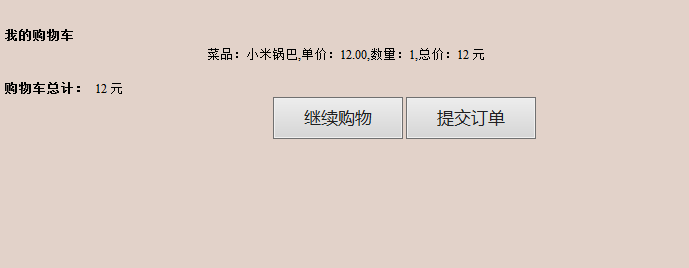 我的购物车
菜品：小米锅巴,单价：12.00,数量：1,总价：12 元
购物车总计： 12 元
继续购物 提交订单